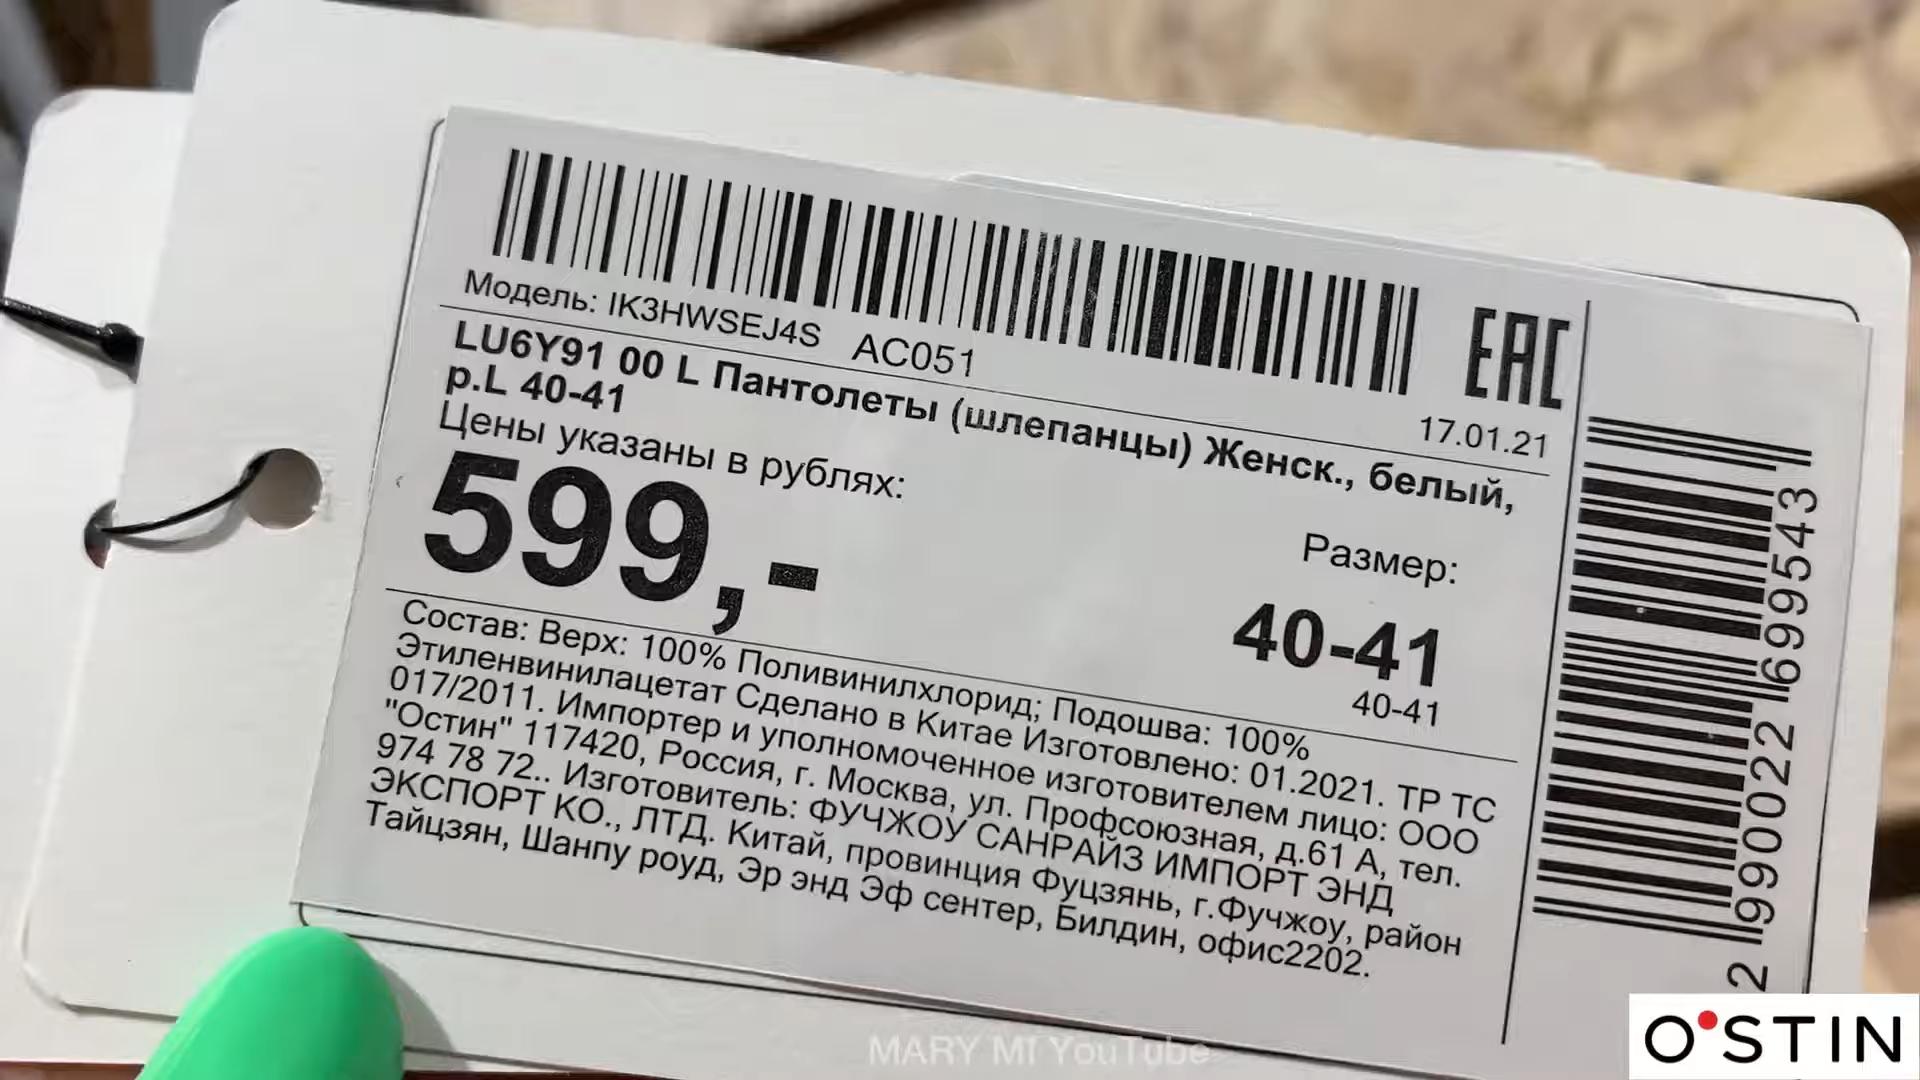 Модель: IK3HWSEJ4S AC051
EAC
17.01.21
LU6Y91 00 L Пантолеты (шлепанцы) Женск., белый,
р.L 40-41
Цены указаны в рублях:
599,-
Размер:
40-41
40-41
Состав: Верх: 100% Поливинилхлорид; Подошва: 100%
Этиленвинилацетат Сделано в Китае Изготовлено: 01.2021. ТР ТС
017/2011. Импортер и уполномоченное изготовителем лицо: ООО
"Остин" 117420, Россия, г. Москва, ул. Профсоюзная, д.61 А, тел.
974 78 72.. Изготовитель: ФУЧЖОУ САНРАЙЗ ИМПОРТ ЭНД
ЭКСПОРТ КО., ЛТД. Китай, провинция Фуцзянь, г.Фучжоу, район
Тайцзян, Шанпу роуд, Эр энд Эф сентер, Билдин, офис2202.
2 990022 699543
MARY MI YouTube
O'STIN